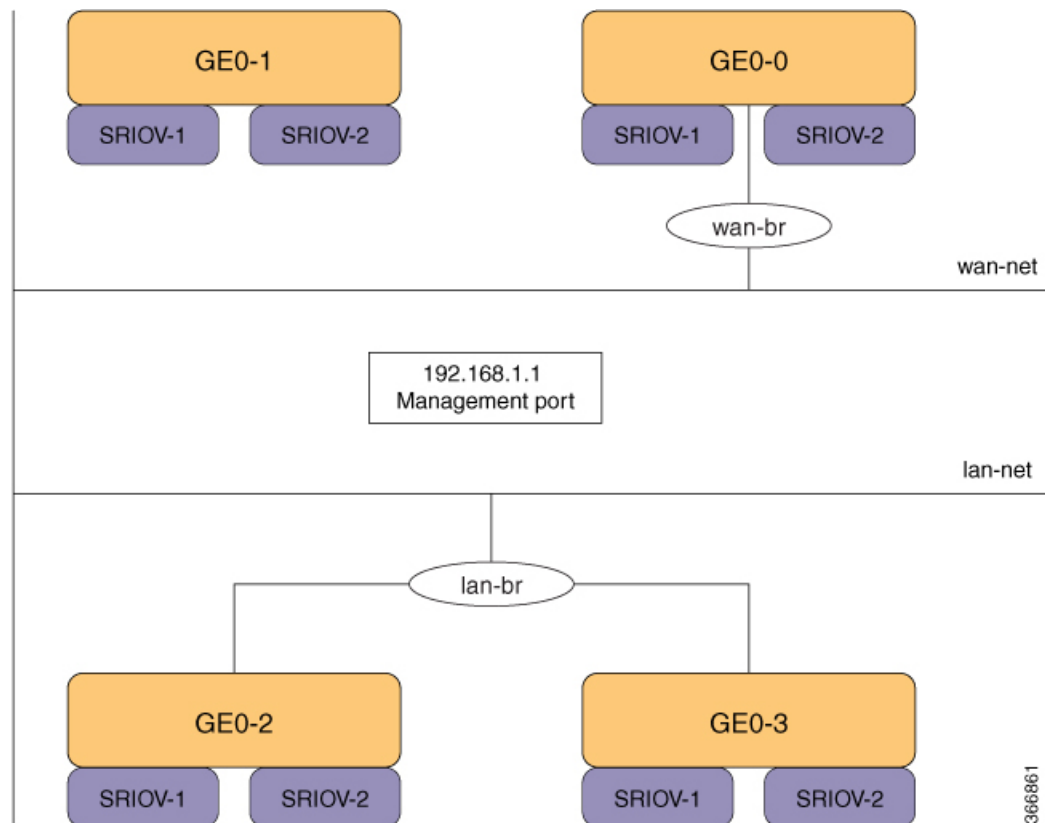 GE0-1
GE0-0
SRIOV-1
SRIOV-2
SRIOV-1
SRIOV-2
wan-br
wan-net
192.168.1.1
Management port
lan-net
lan-br
GE0-2
GE0-3
SRIOV-1
SRIOV-2
SRIOV-1
SRIOV-2
366861